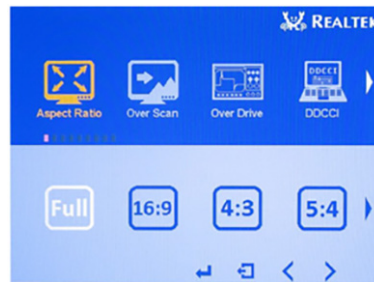 REALTEK
DDCCI
Aspect Ratio Over Scan Over Drive DDCCI
Full 16:9 4:3 5:4